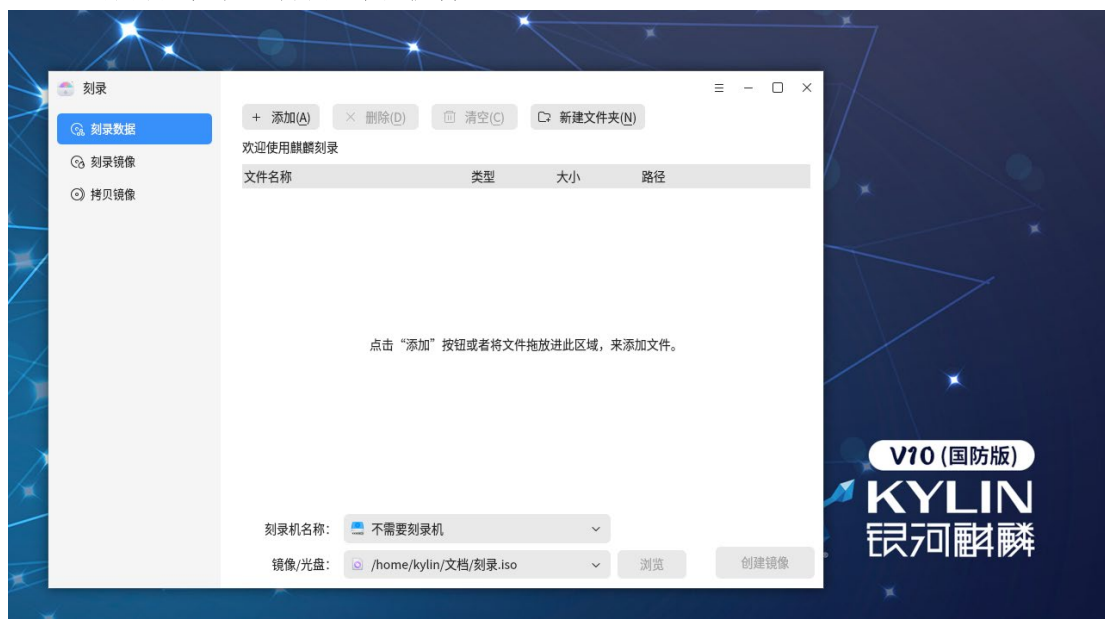 刻录
刻录数据
刻录镜像
拷贝镜像
+ 添加(A)
× 删除(D)
清空(C)
新建文件夹(N)
欢迎使用麒麟刻录
文件名称 类型 大小 路径
点击“添加”按钮或者将文件拖放进此区域，来添加文件。
刻录机名称： 不需要刻录机
镜像/光盘： /home/kylin/文档/刻录.iso 浏览 创建镜像
V10 (国防版)
KYLIN
银河麒麟